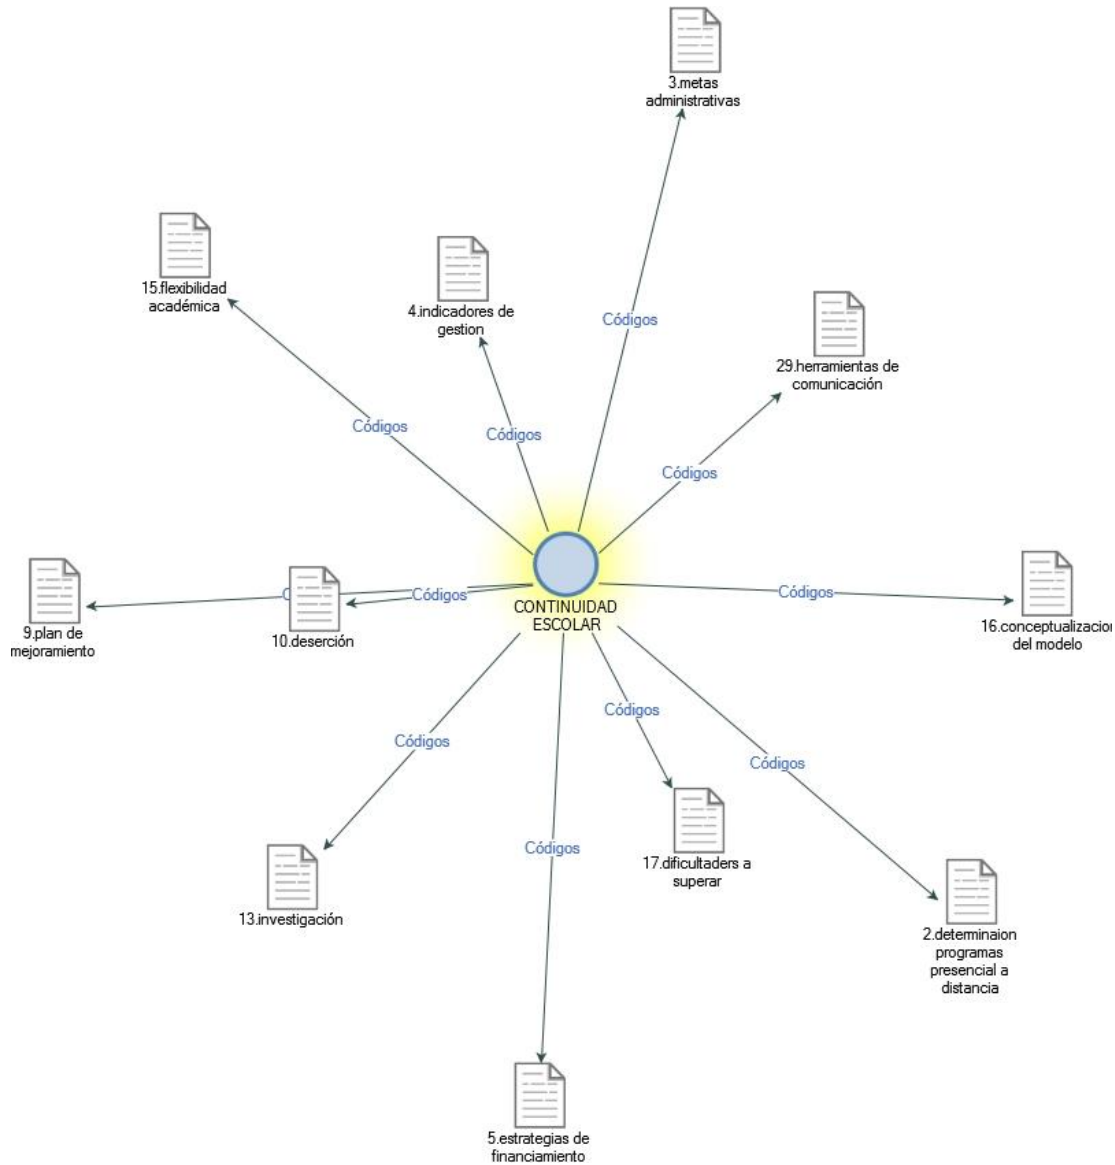 3.metas
administrativas
15.flexibilidad
académica
4.indicadores de
gestion
Códigos
29.herramientas de
comunicación
Códigos
Códigos
Códigos
CONTINUIDAD
ESCOLAR
9.plan de
mejoramiento
10.deserción
Códigos
Códigos
16.conceptualizacion
del modelo
Códigos
Códigos
Códigos
13.investigación
Códigos
17.dificultaders a
superar
2.determinaion
programas
presencial a
distancia
5.estrategias de
financiamiento